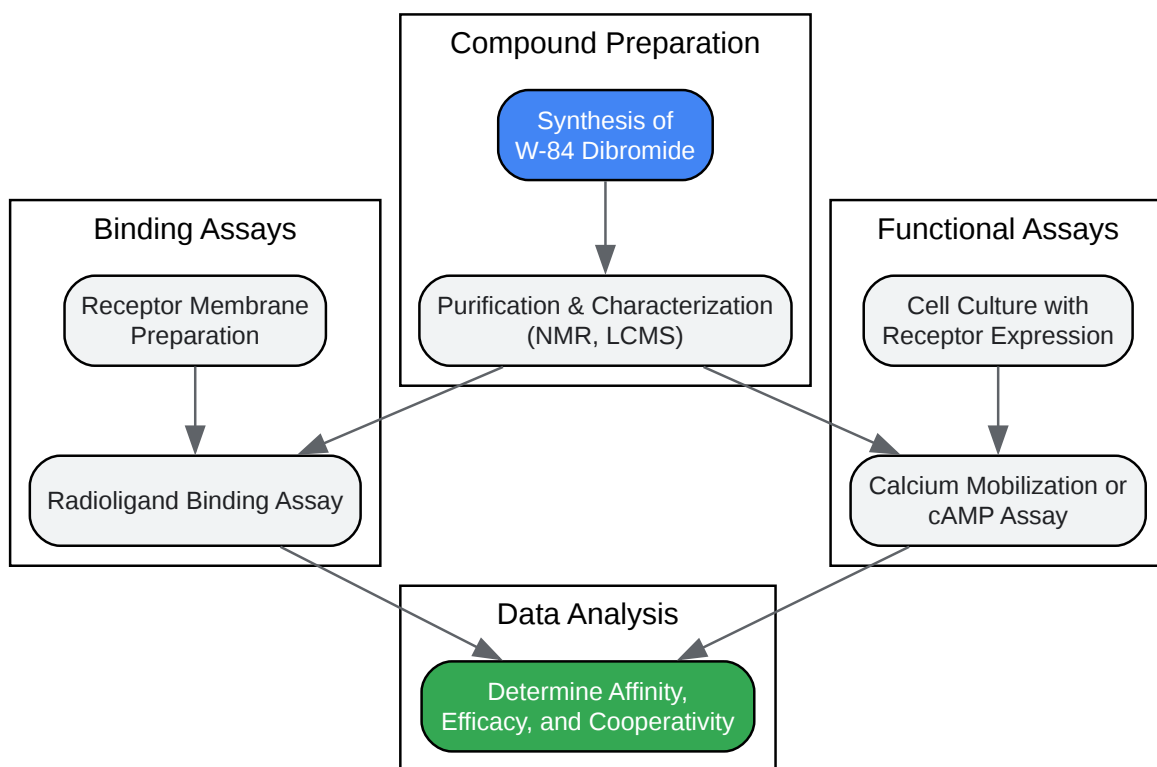 Compound Preparation
Synthesis of
W-84 Dibromide
Purification & Characterization
(NMR, LCMS)
Binding Assays
Receptor Membrane
Preparation
Radioligand Binding Assay
Functional Assays
Cell Culture with
Receptor Expression
Calcium Mobilization or
cAMP Assay
Data Analysis
Determine Affinity,
Efficacy, and Cooperativity